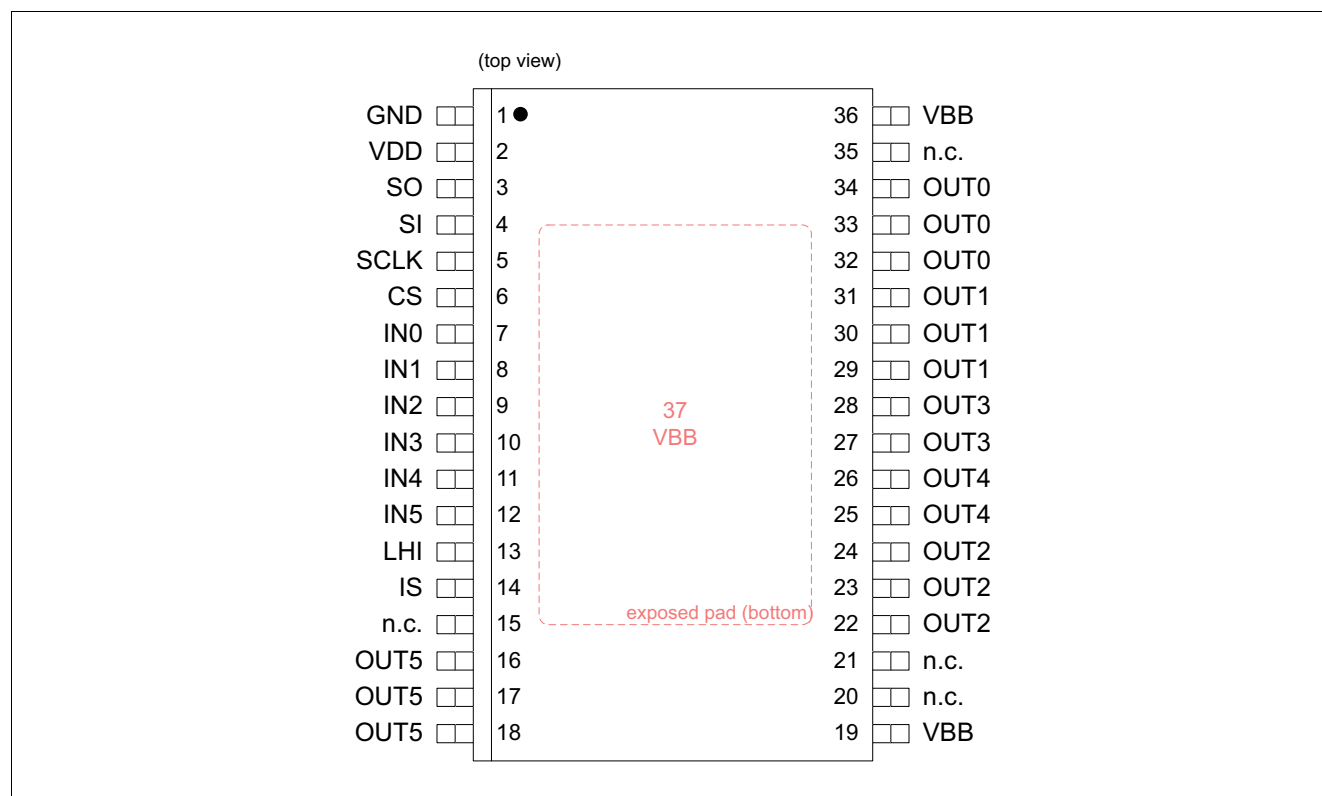 (top view)
GND 1 36 VBB
VDD 2 35 n.c.
SO 3 34 OUT0
SI 4 33 OUT0
SCLK 5 32 OUT0
CS 6 31 OUT1
IN0 7 30 OUT1
IN1 8 29 OUT1
IN2 9 28 OUT3
IN3 10 27 OUT3
IN4 11 26 OUT4
IN5 12 25 OUT4
LHI 13 24 OUT2
IS 14 23 OUT2
n.c. 15 22 OUT2
OUT5 16 21 n.c.
OUT5 17 20 n.c.
OUT5 18 19 VBB
37
VBB
exposed pad (bottom)